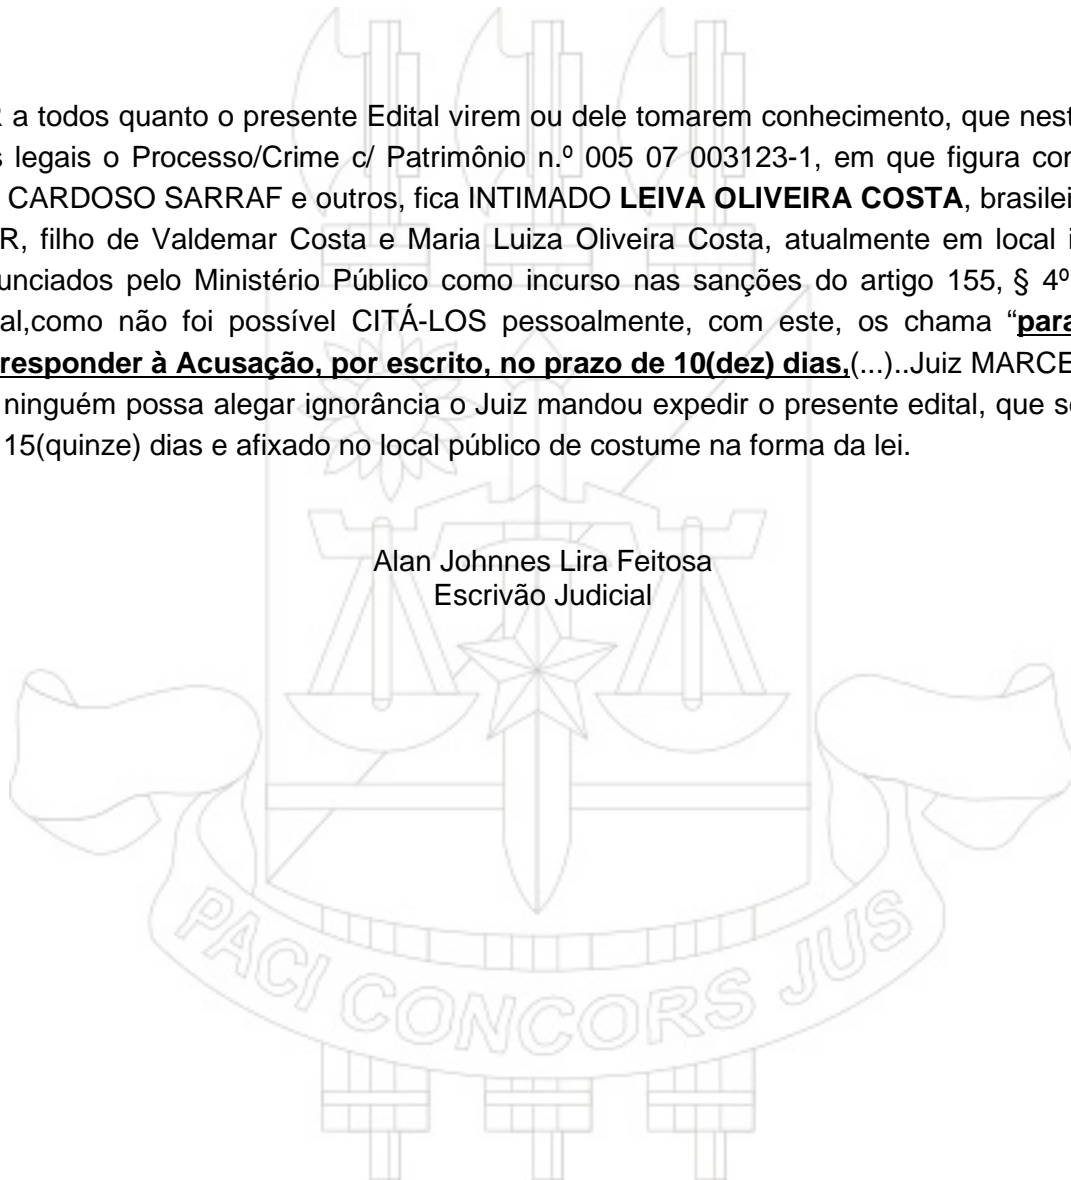 R a todos quanto o presente Edital virem ou dele tomarem conhecimento, que nest
s legais o Processo/Crime c/ Patrimônio n.º 005 07 003123-1, em que figura cor
CARDOSO SARRAF e outros, fica INTIMADO LEIVA OLIVEIRA COSTA, brasilei
R, filho de Valdemar Costa e Maria Luiza Oliveira Costa, atualmente em local i
unciados pelo Ministério Público como incurso nas sanções do artigo 155, § 4º
al,como não foi possível CITÁ-LOS pessoalmente, com este, os chama “para
responder à Acusação, por escrito, no prazo de 10(dez) dias,(...)..Juiz MARCE
ninguém possa alegar ignorância o Juiz mandou expedir o presente edital, que s
15(quinze) dias e afixado no local público de costume na forma da lei.
Alan Johnnes Lira Feitosa
Escrivão Judicial
PACI CONCORS JUS